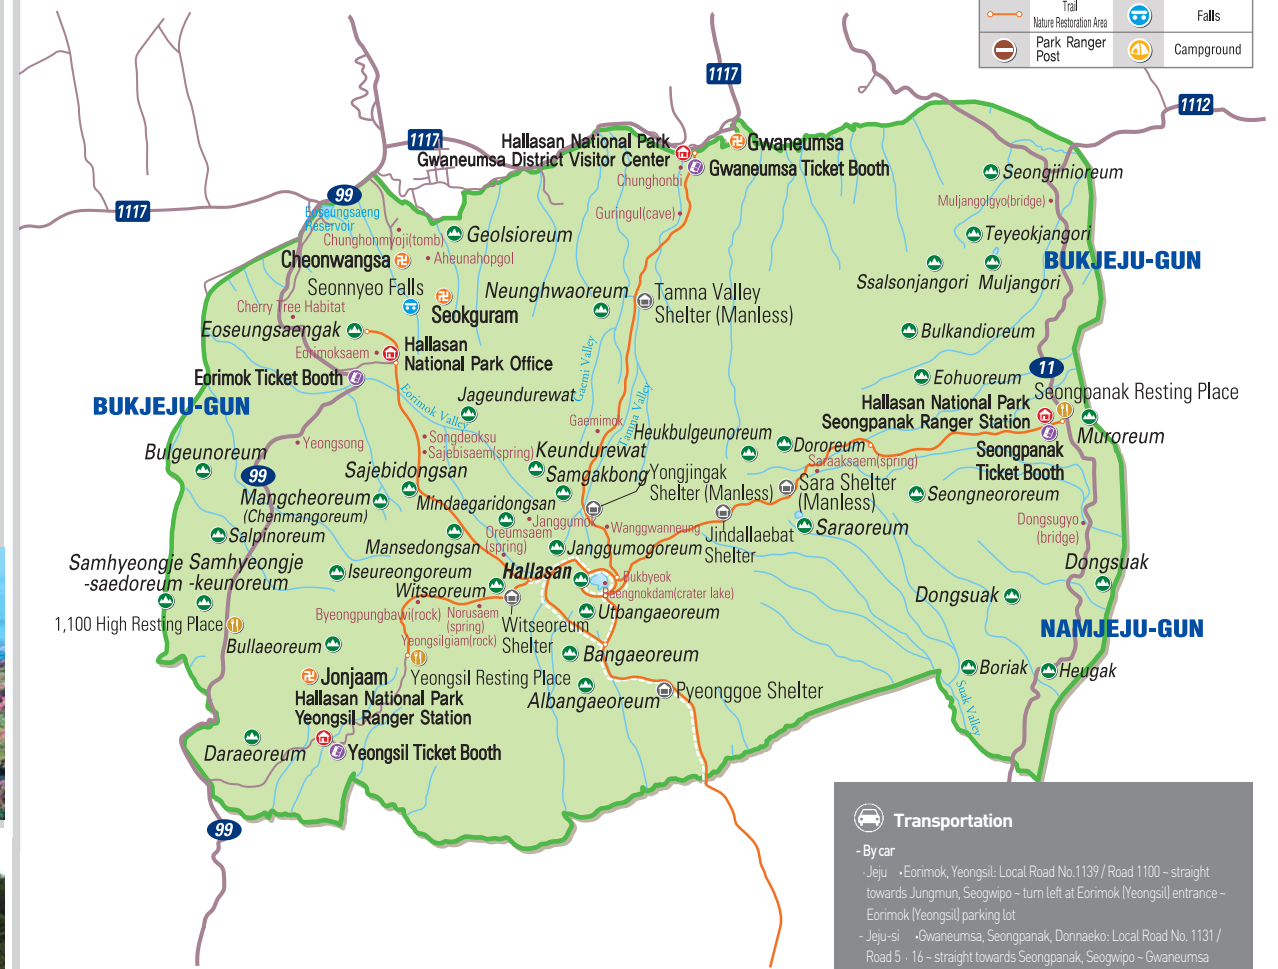 Trail
Nature Restoration Area
Falls
Park Ranger
Post
Campground
1117
1112
1117
Hallasan National Park
Gwaneumsa District Visitor Center
Gwaneumsa
Gwaneumsa Ticket Booth
Chunghonbi
Seongjinioreum
99
1117
Eoseungsaeng
Reservoir
Guringul(cave)
Muljangolgyo(bridge)
Chunghonmyoji(tomb)
Geolsioreum
Teyeokjangori
Cheonwangsa
Aheunahopgol
BUKJEJU-GUN
Ssalsonjangori
Muljangori
Seonnyeo Falls
Neunghwaoreum
Tamna Valley
Shelter (Manless)
Cherry Tree Habitat
Seokguram
Eoseungsaengak
Bulkandioreum
Eorimoksaem
Hallasan
National Park Office
Gaemi Valley
11
Eorimok Ticket Booth
Eohuoreum
Seongpanak Resting Place
BUKJEJU-GUN
Eorimok Valley
Jageundurewat
Tamna Valley
Hallasan National Park
Seongpanak Ranger Station
Gaemimok
Heukbulgeunoreum
Muroreum
Songdeoksu
Yeongsong
Sajebisaem(spring)
Keundurewat
Dororeum
Seongpanak
Ticket Booth
Bulgeunoreum
Saraaksaem(spring)
99
Sajebidongsan
Samgakbong
Yongjingak
Shelter (Manless)
Sara Shelter
(Manless)
Mangcheoreum
(Chenmangoreum)
Mindaegaridongsan
Seongneororeum
Janggumok
Wanggwanneung
Dongsugyo
(bridge)
Salpinoreum
Oreumsaem
(spring)
Jindallaebat
Shelter
Saraoreum
Mansedongsan
Janggumogoreum
Samhyeongje
-saedoreum
Samhyeongje
-keunoreum
Iseureongoreum
Hallasan
Dongsuak
Bukbyeok
Baengnokdam(crater lake)
Witseoreum
Dongsuak
Byeongpungbawi(rock)
Norusaem
(spring)
Utbangaeoreum
1,100 High Resting Place
Witseoreum
Shelter
NAMJEJU-GUN
Yeongsilgiam(rock)
Bullaeoreum
Bangaeoreum
Boriak
Heugak
Jonjaam
Yeongsil Resting Place
Albangaeoreum
Pyeonggoe Shelter
Suak Valley
Hallasan National Park
Yeongsil Ranger Station
Daraeoreum
Yeongsil Ticket Booth
99
Transportation
- By car
· Jeju • Eorimok, Yeongsil: Local Road No.1139 / Road 1100 ~ straight
towards Jungmun, Seogwipo ~ turn left at Eorimok (Yeongsil) entrance ~
Eorimok (Yeongsil) parking lot
- Jeju-si • Gwaneumsa, Seongpanak, Donnaeko: Local Road No. 1131 /
Road 5 · 16 ~ straight towards Seongpanak, Seogwipo ~ Gwaneumsa